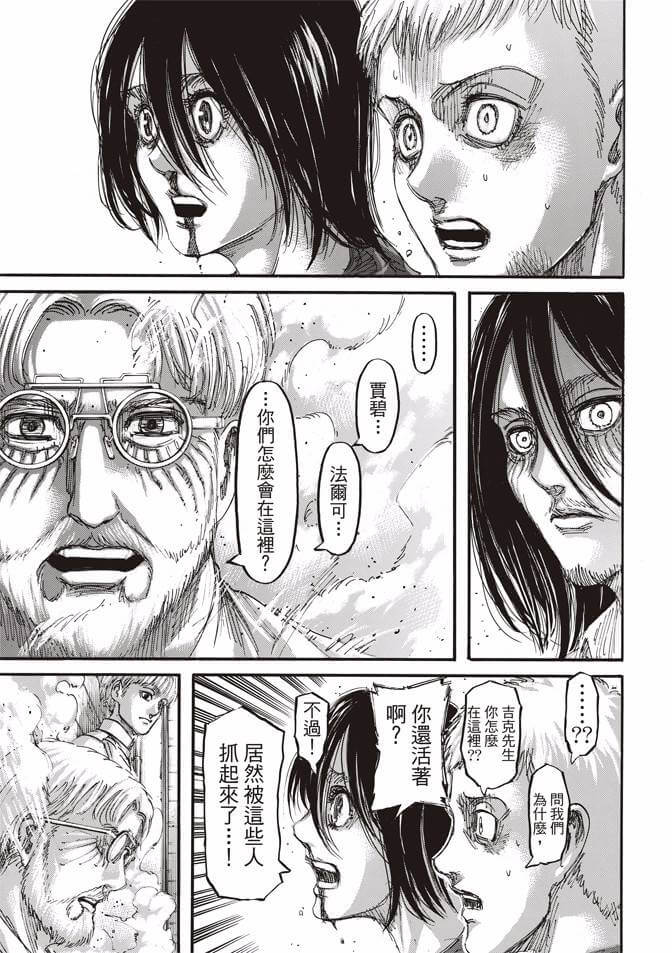 ……
賈碧…
法爾可…
…你們怎麼會
在這裡？
……??
問我們
為什麼，
吉克先生
你怎麼
在這裡??
你還活著
啊？
不過！
居然被這些人
抓起來了…！